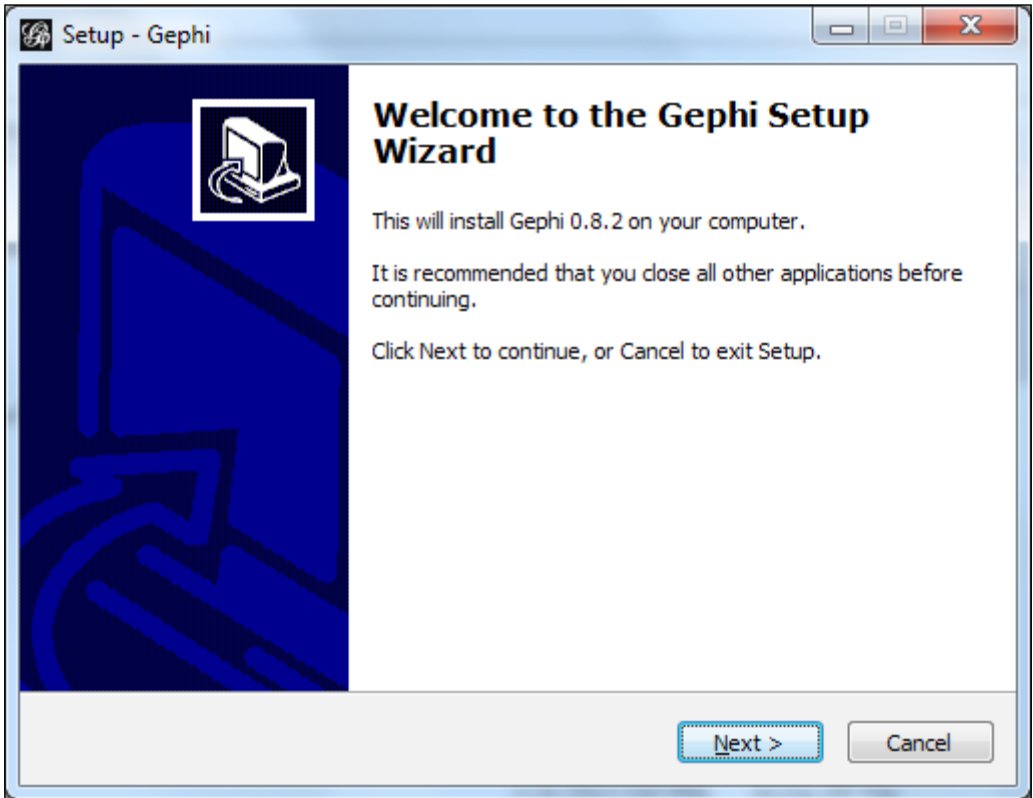 Setup - Gephi
Welcome to the Gephi Setup
Wizard
This will install Gephi 0.8.2 on your computer.
It is recommended that you close all other applications before
continuing.
Click Next to continue, or Cancel to exit Setup.
Next >
Cancel